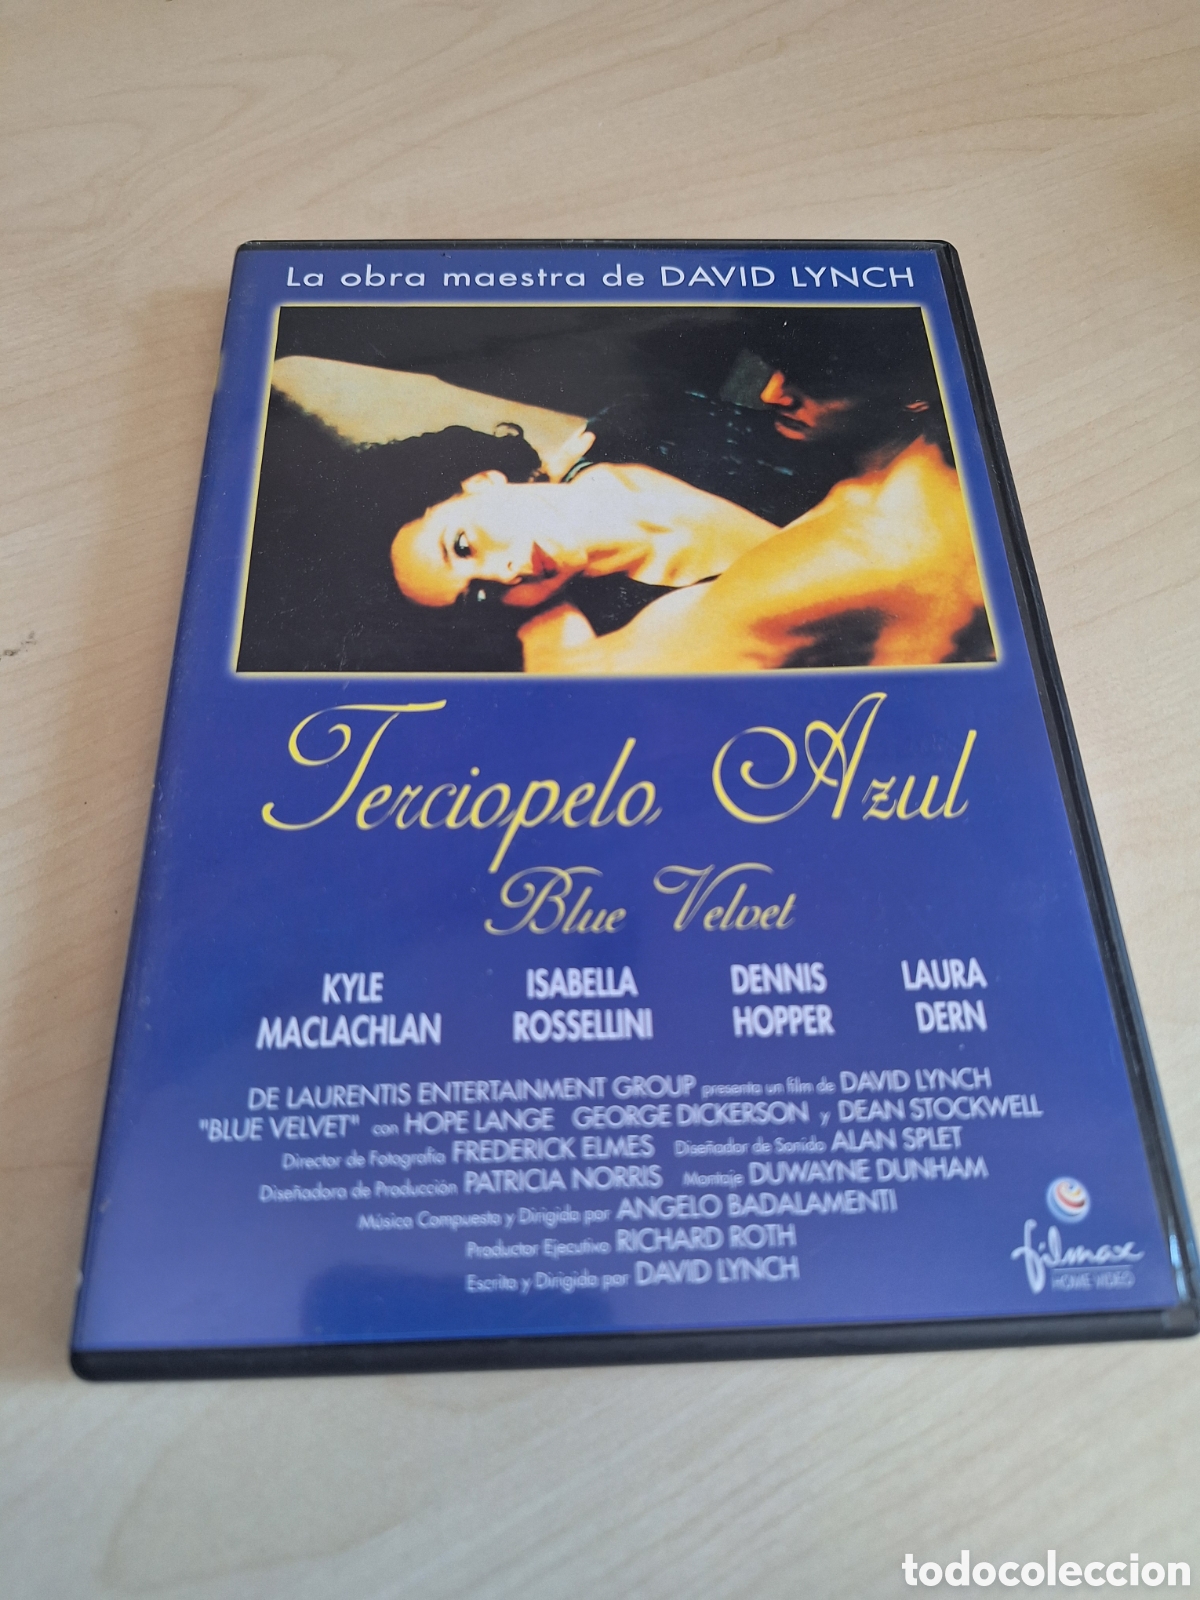 La obra maestra de DAVID LYNCH
Terciopelo Azul
Blue Velvet
KYLE MACLACHLAN
ISABELLA ROSSELLINI
DENNIS HOPPER
LAURA DERN
DE LAURENTIS ENTERTAINMENT GROUP presenta un film de DAVID LYNCH
"BLUE VELVET" con HOPE LANGE GEORGE DICKERSON y DEAN STOCKWELL
Director de Fotografía FREDERICK ELMES Diseñador de Sonido ALAN SPLET
Diseñadora de Producción PATRICIA NORRIS Montaje DUWAYNE DUNHAM
Música Compuesta y Dirigida por ANGELO BADALAMENTI
Productor Ejecutivo RICHARD ROTH
Escrita y Dirigida por DAVID LYNCH
filmax
HOME VIDEO
todocoleccion